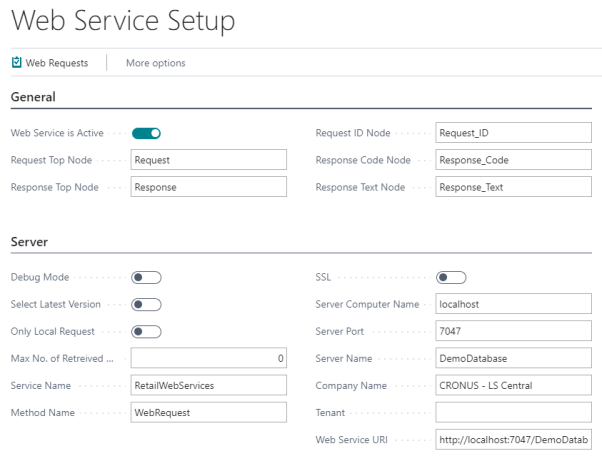 Web Service Setup
Web Requests More options
General
Web Service is Active Request ID Node Request_ID
Request Top Node Request Response Code Node Response_Code
Response Top Node Response Response Text Node Response_Text
Server
Debug Mode SSL
Select Latest Version Server Computer Name localhost
Only Local Request Server Port 7047
Max No. of Retreived ... 0 Server Name DemoDatabase
Service Name RetailWebServices Company Name CRONUS - LS Central
Method Name WebRequest Tenant
Web Service URI http://localhost:7047/DemoDatab